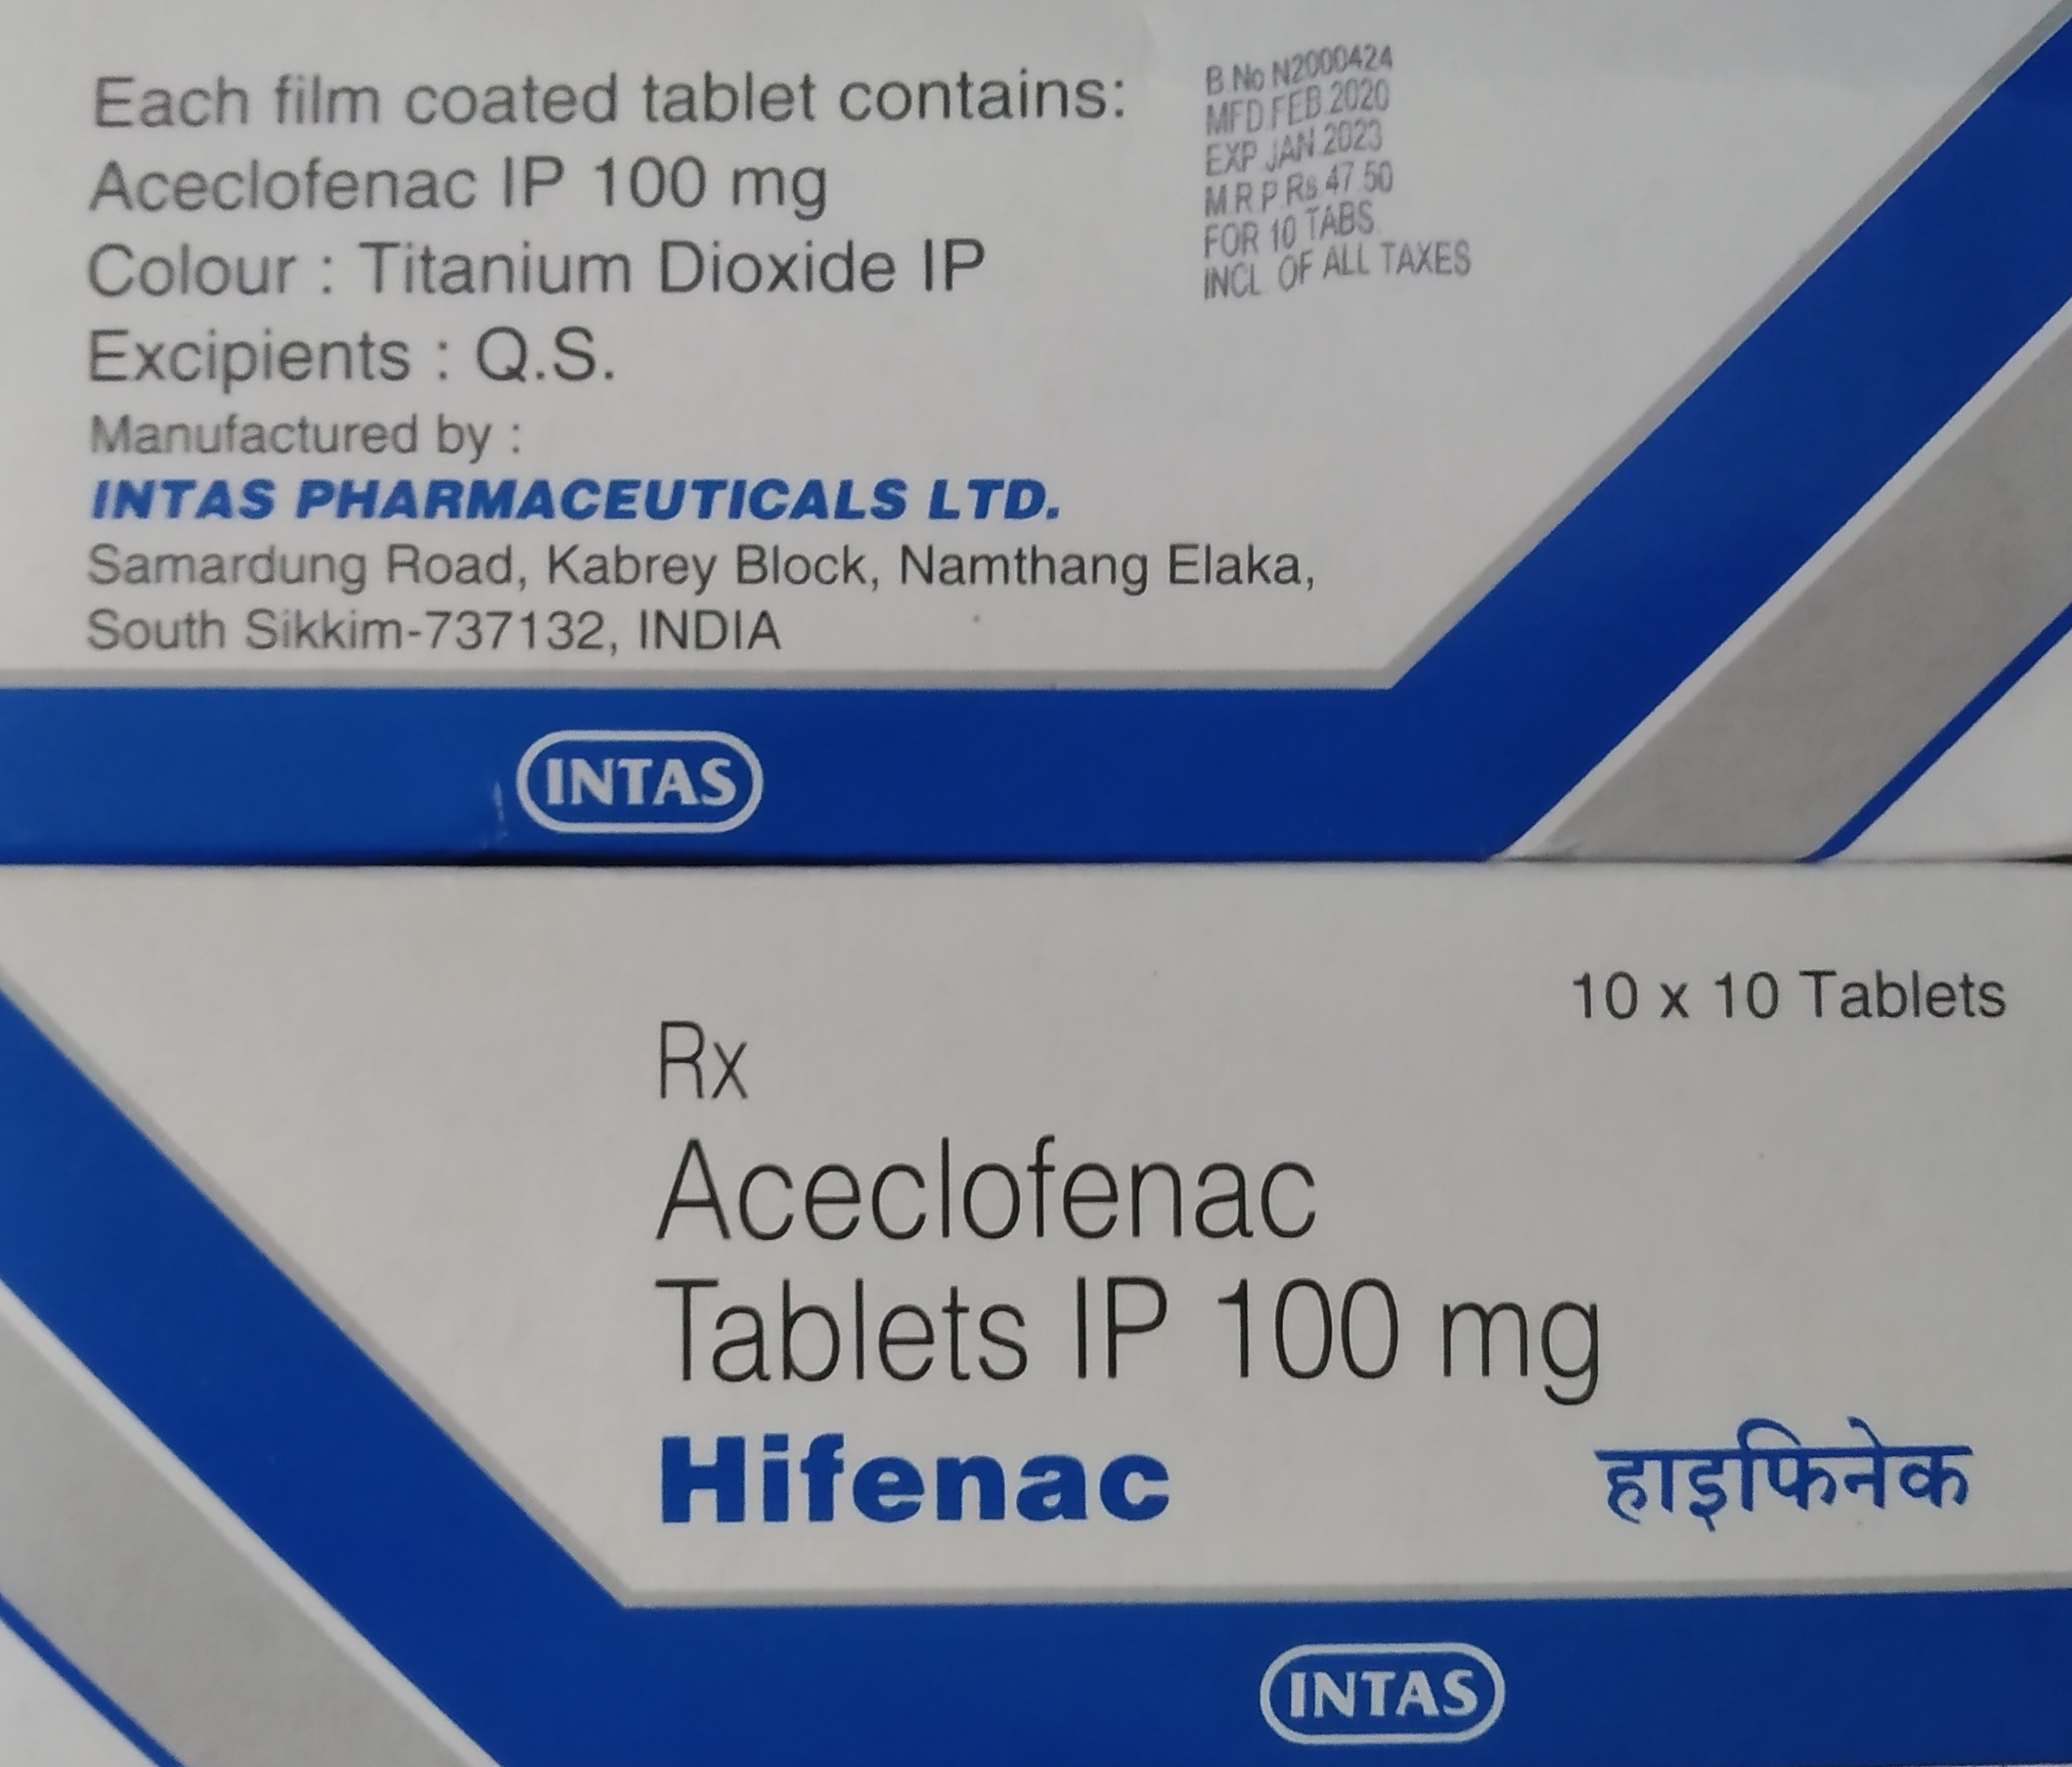 Each film coated tablet contains:
Aceclofenac IP 100 mg
Colour : Titanium Dioxide IP
Excipients : Q.S.
Manufactured by :
INTAS PHARMACEUTICALS LTD.
Samardung Road, Kabrey Block, Namthang Elaka,
South Sikkim-737132, INDIA
B.No N2000424
MFD.FEB.2020
EXP JAN.2023
M.R.P.Rs.47.50
FOR 10 TABS.
INCL. OF ALL TAXES
INTAS
10 x 10 Tablets
Rx
Aceclofenac
Tablets IP 100 mg
Hifenac हाइफिनेक
INTAS